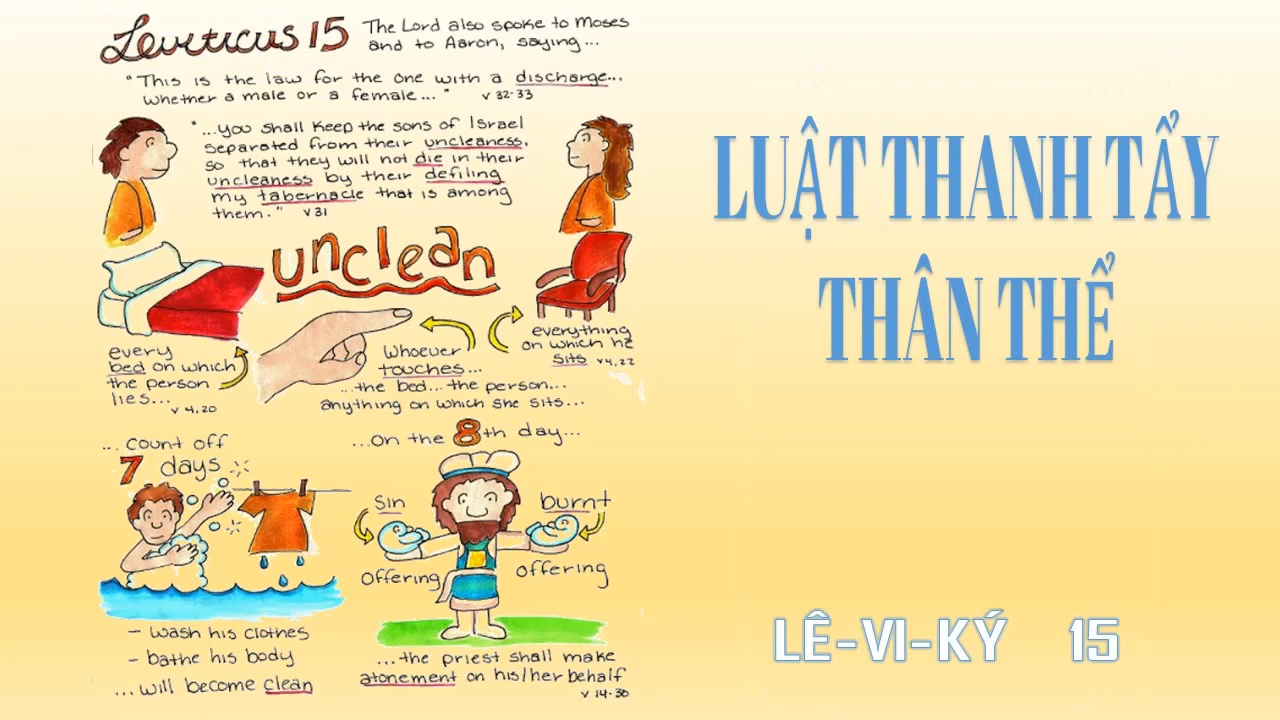 Leviticus 15
The Lord also spoke to Moses
and to Aaron, saying...
"This is the law for the one with a discharge...
whether a male or a female..." v 32-33
"...you shall keep the sons of Israel
separated from their uncleaness,
so that they will not die in their
uncleaness by their defiling
my tabernacle that is among
them." v 31
unclean
every
bed on which
the person
lies...
v 4,20
Whoever
touches...
...the bed... the person...
anything on which she sits...
everything
on which he
sits v 4,22
...count off
7 days
- wash his clothes
- bathe his body
...will become clean
...on the 8th day...
Sin
offering
burnt
offering
...the priest shall make
atonement on his/her behalf
v 14-30
LUẬT THANH TẨY
THÂN THỂ
LÊ-VI-KÝ 15